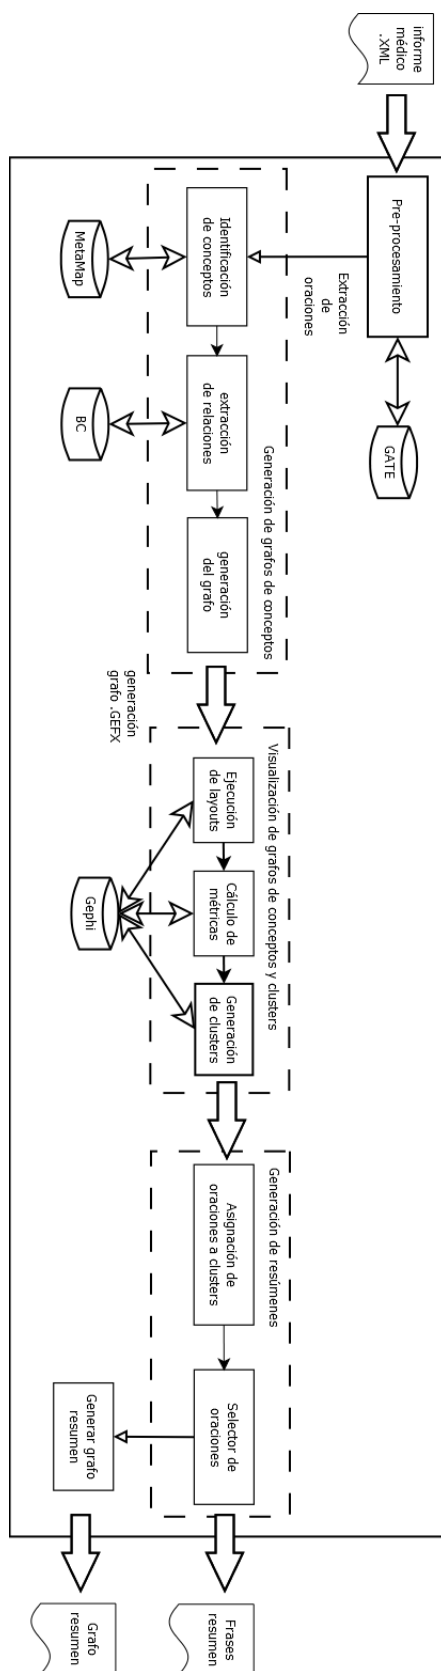 informe
médico
.XML
Pre-procesamiento
GATE
Extracción
de
oraciones
Generación de grafos de conceptos
Identificación
de conceptos
extracción
de relaciones
generación
del grafo
MetaMap
BC
generación
grafo .GEFX
Visualización de grafos de conceptos y clusters
Ejecución
de layouts
Cálculo de
métricas
Generación
de clusters
Gephi
Generación de resúmenes
Asignación de
oraciones a clusters
Selector de
oraciones
Generar grafo
resumen
Frases
resumen
Grafo
resumen